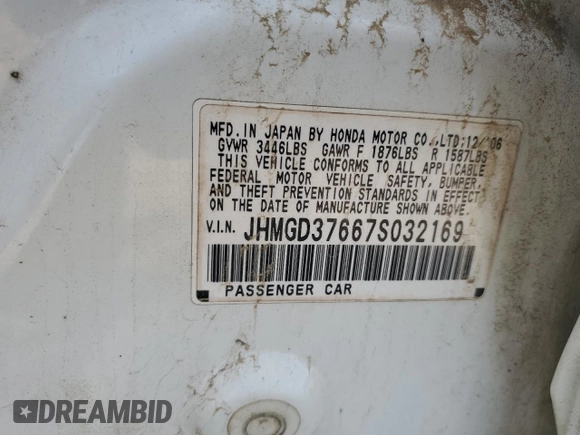 MFD. IN JAPAN BY HONDA MOTOR CO.,LTD:12/'06
GVWR 3446LBS GAWR F 1876LBS R 1587LBS
THIS VEHICLE CONFORMS TO ALL APPLICABLE
FEDERAL MOTOR VEHICLE SAFETY, BUMPER,
AND THEFT PREVENTION STANDARDS IN EFFECT
ON THE DATE OF MANUFACTURE SHOWN ABOVE.
V.I.N. JHMGD37667S032169
PASSENGER CAR
DREAMBID